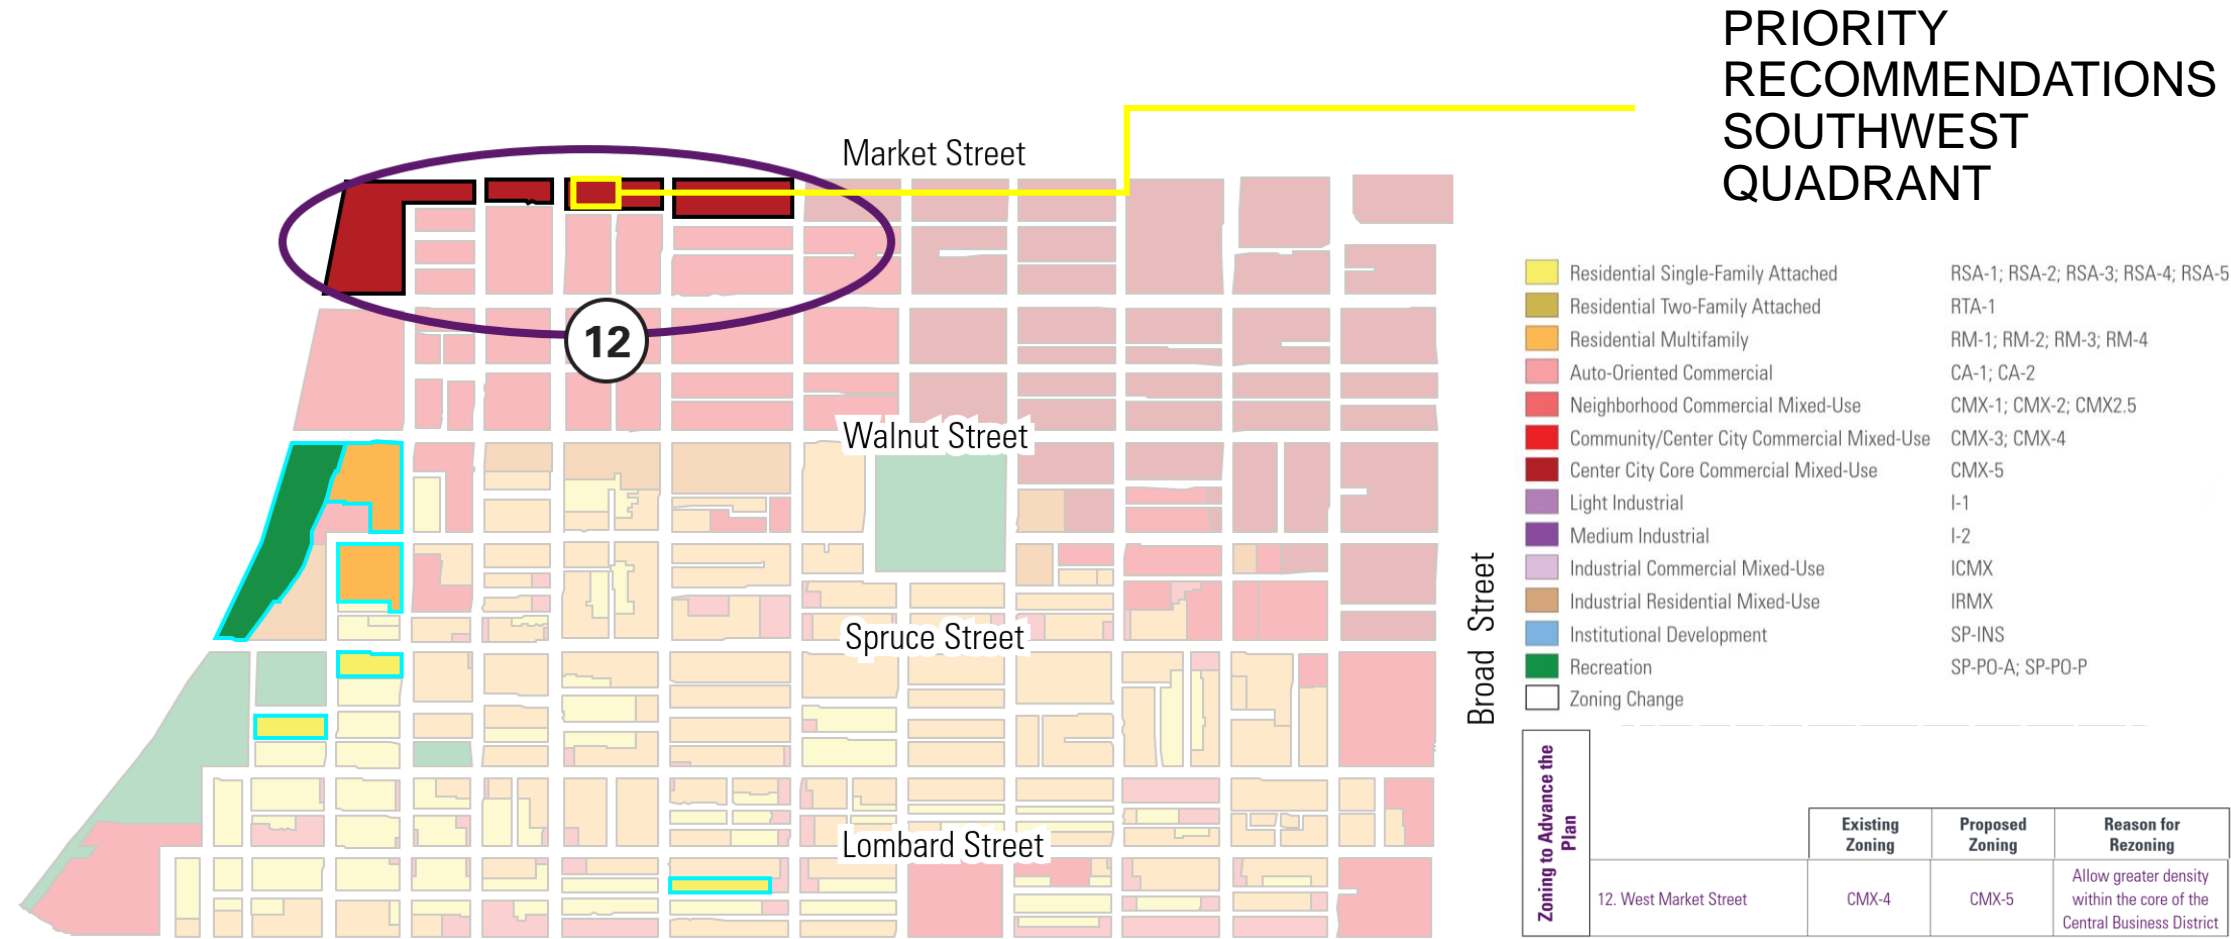 PRIORITY
RECOMMENDATIONS
SOUTHWEST
QUADRANT
Market Street
12
Walnut Street
Spruce Street
Broad Street
Lombard Street
Residential Single-Family Attached RSA-1; RSA-2; RSA-3; RSA-4; RSA-5
Residential Two-Family Attached RTA-1
Residential Multifamily RM-1; RM-2; RM-3; RM-4
Auto-Oriented Commercial CA-1; CA-2
Neighborhood Commercial Mixed-Use CMX-1; CMX-2; CMX2.5
Community/Center City Commercial Mixed-Use CMX-3; CMX-4
Center City Core Commercial Mixed-Use CMX-5
Light Industrial I-1
Medium Industrial I-2
Industrial Commercial Mixed-Use ICMX
Industrial Residential Mixed-Use IRMX
Institutional Development SP-INS
Recreation SP-PO-A; SP-PO-P
Zoning Change
Zoning to Advance the
Plan
Existing
Zoning
Proposed
Zoning
Reason for
Rezoning
12. West Market Street
CMX-4
CMX-5
Allow greater density
within the core of the
Central Business District